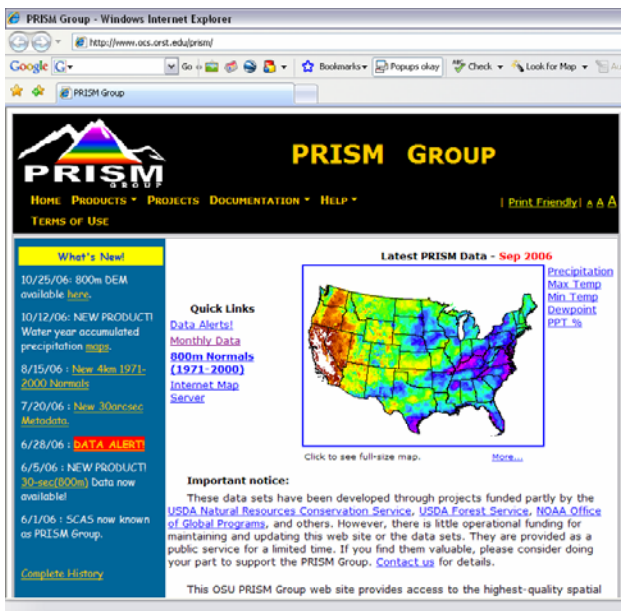 PRISM Group - Windows Internet Explorer
http://www.ocs.orst.edu/prism/
Google G Go Bookmarks Popups okay Check Look for Map
PRISM Group
PRISM
GROUP
PRISM GROUP
HOME PRODUCTS PROJECTS DOCUMENTATION HELP | Print Friendly| A A A
TERMS OF USE
What's New!
10/25/06: 800m DEM
available here.
10/12/06: NEW PRODUCT!
Water year accumulated
precipitation maps.
8/15/06 : New 4km 1971-
2000 Normals
7/20/06 : New 30arcsec
Metadata.
6/28/06 : DATA ALERT!
6/5/06 : NEW PRODUCT!
30-sec(800m) Data now
available!
6/1/06 : SCAS now known
as PRISM Group.
Complete History
Quick Links
Data Alerts!
Monthly Data
800m Normals
(1971-2000)
Internet Map
Server
Latest PRISM Data - Sep 2006
Precipitation
Max Temp
Min Temp
Dewpoint
PPT %
Click to see full-size map. More...
Important notice:
These data sets have been developed through projects funded partly by the
USDA Natural Resources Conservation Service, USDA Forest Service, NOAA Office
of Global Programs, and others. However, there is little operational funding for
maintaining and updating this web site or the data sets. They are provided as a
public service for a limited time. If you find them valuable, please consider doing
your part to support the PRISM Group. Contact us for details.
This OSU PRISM Group web site provides access to the highest-quality spatial